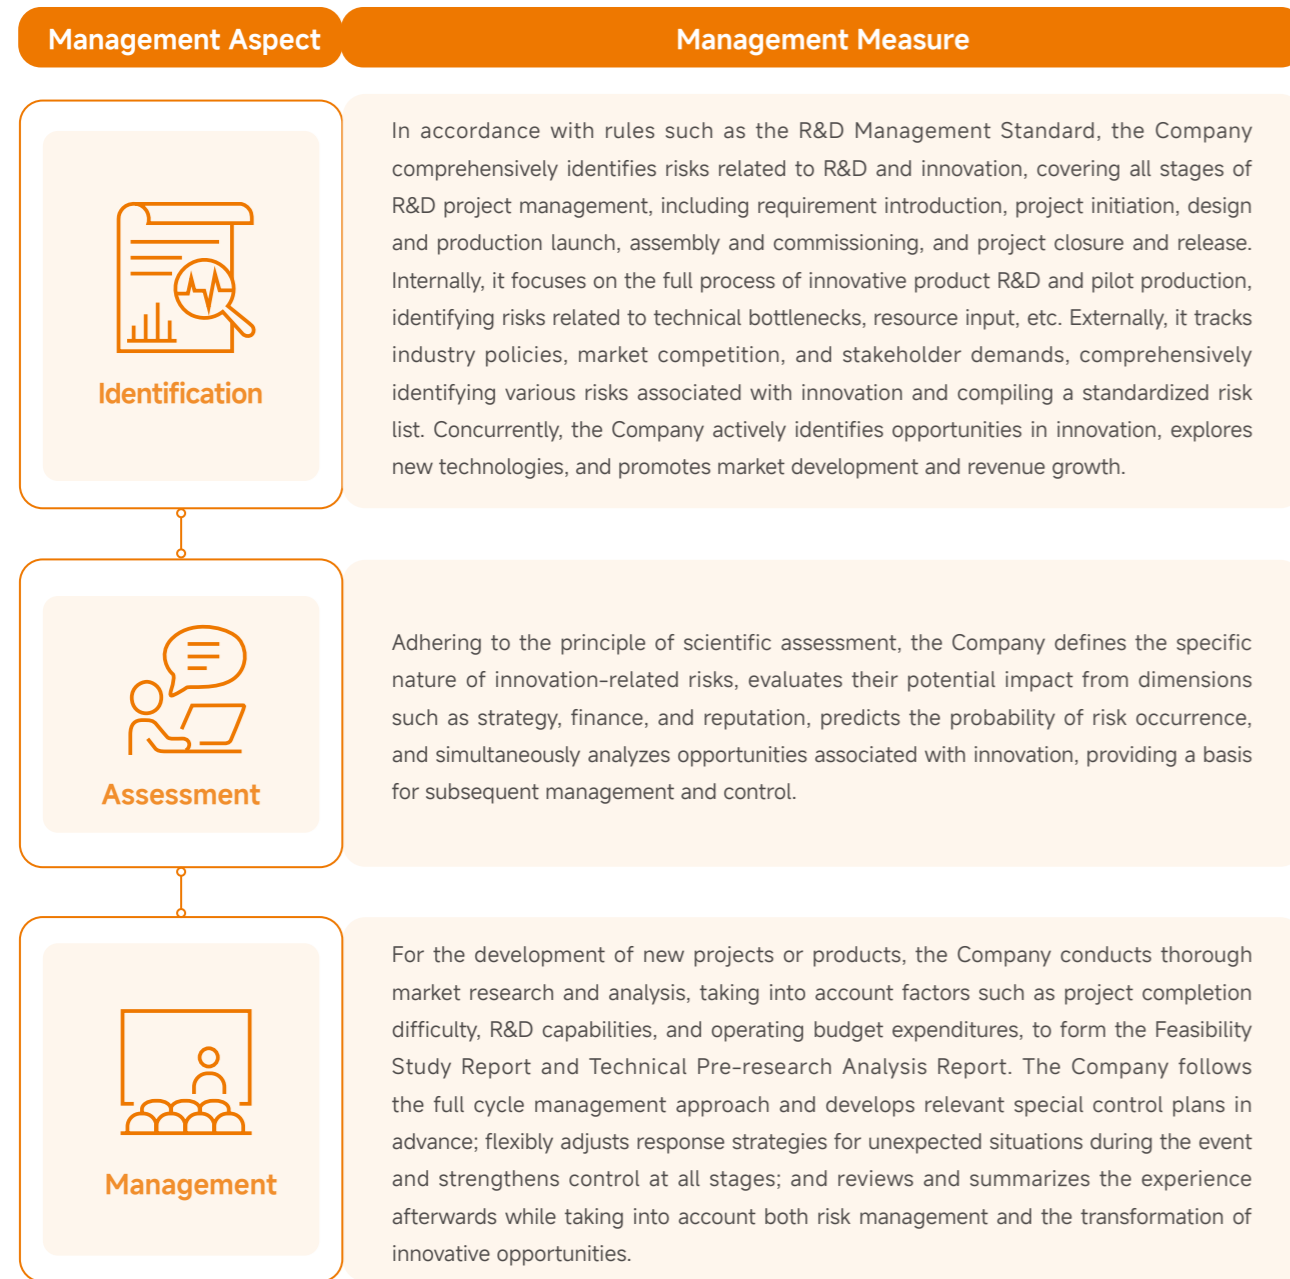 Management Aspect
Management Measure
Identification
In accordance with rules such as the R&D Management Standard, the Company
comprehensively identifies risks related to R&D and innovation, covering all stages of
R&D project management, including requirement introduction, project initiation, design
and production launch, assembly and commissioning, and project closure and release.
Internally, it focuses on the full process of innovative product R&D and pilot production,
identifying risks related to technical bottlenecks, resource input, etc. Externally, it tracks
industry policies, market competition, and stakeholder demands, comprehensively
identifying various risks associated with innovation and compiling a standardized risk
list. Concurrently, the Company actively identifies opportunities in innovation, explores
new technologies, and promotes market development and revenue growth.
Assessment
Adhering to the principle of scientific assessment, the Company defines the specific
nature of innovation-related risks, evaluates their potential impact from dimensions
such as strategy, finance, and reputation, predicts the probability of risk occurrence,
and simultaneously analyzes opportunities associated with innovation, providing a basis
for subsequent management and control.
Management
For the development of new projects or products, the Company conducts thorough
market research and analysis, taking into account factors such as project completion
difficulty, R&D capabilities, and operating budget expenditures, to form the Feasibility
Study Report and Technical Pre-research Analysis Report. The Company follows
the full cycle management approach and develops relevant special control plans in
advance; flexibly adjusts response strategies for unexpected situations during the event
and strengthens control at all stages; and reviews and summarizes the experience
afterwards while taking into account both risk management and the transformation of
innovative opportunities.